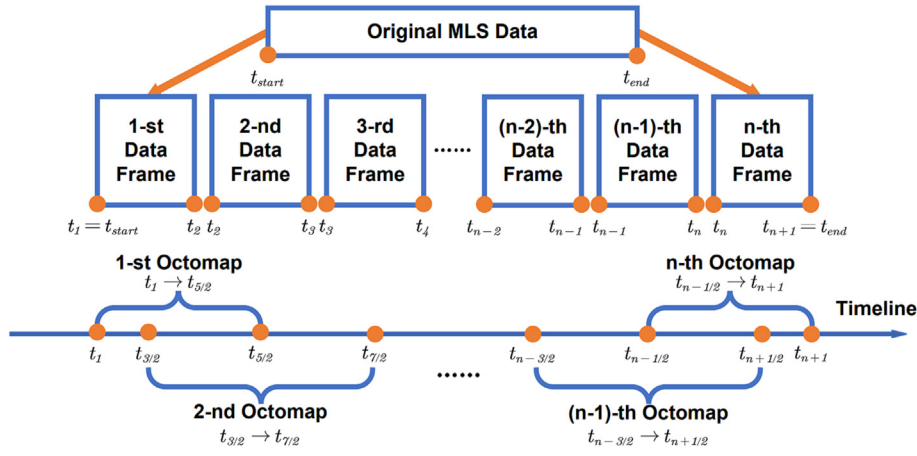 Original MLS Data
t_start t_end
1-st Data Frame
2-nd Data Frame
3-rd Data Frame
......
(n-2)-th Data Frame
(n-1)-th Data Frame
n-th Data Frame
t_1 = t_start t_2 t_2 t_3 t_3 t_4 t_{n-2} t_{n-1} t_{n-1} t_n t_n t_{n+1} = t_end
1-st Octomap
t_1 → t_{5/2}
n-th Octomap
t_{n-1/2} → t_{n+1}
Timeline
t_1 t_{3/2} t_{5/2} t_{7/2} t_{n-3/2} t_{n-1/2} t_{n+1/2} t_{n+1}
......
2-nd Octomap
t_{3/2} → t_{7/2}
(n-1)-th Octomap
t_{n-3/2} → t_{n+1/2}